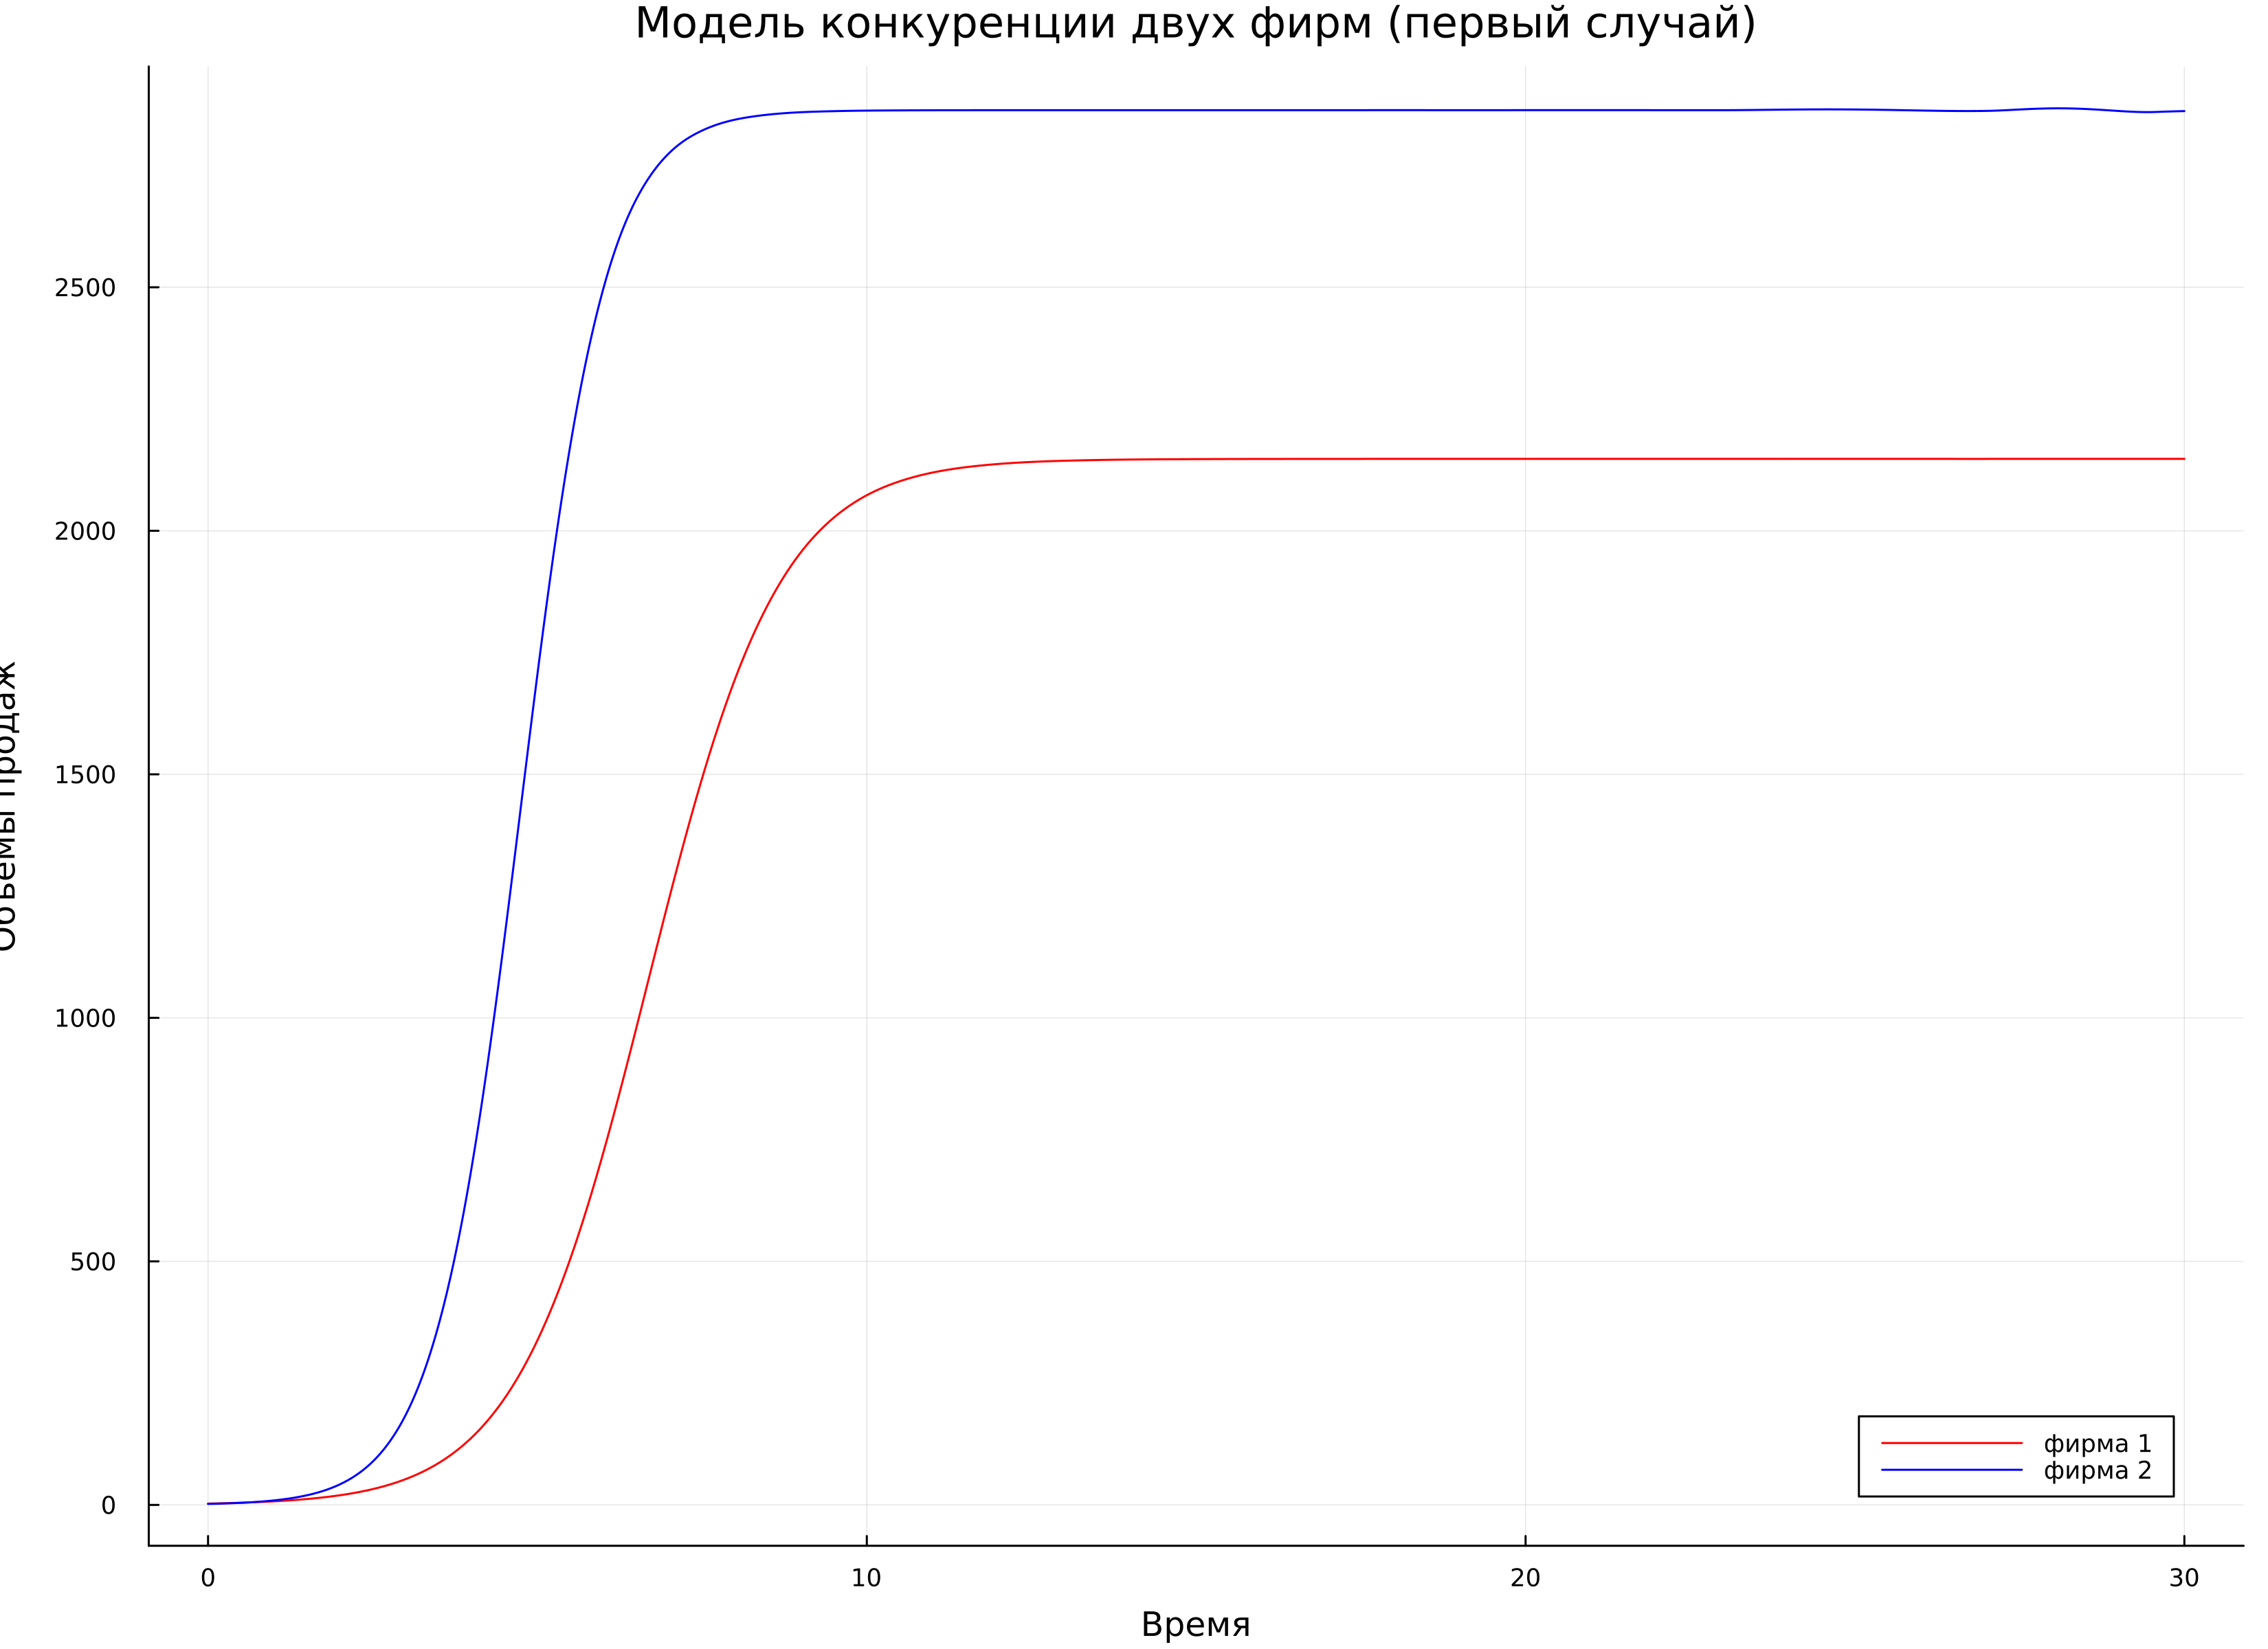 Модель конкуренции двух фирм (первый случай)
2500
2000
1500
1000
500
0
Объемы продаж
0 10 20 30
Время
фирма 1
фирма 2